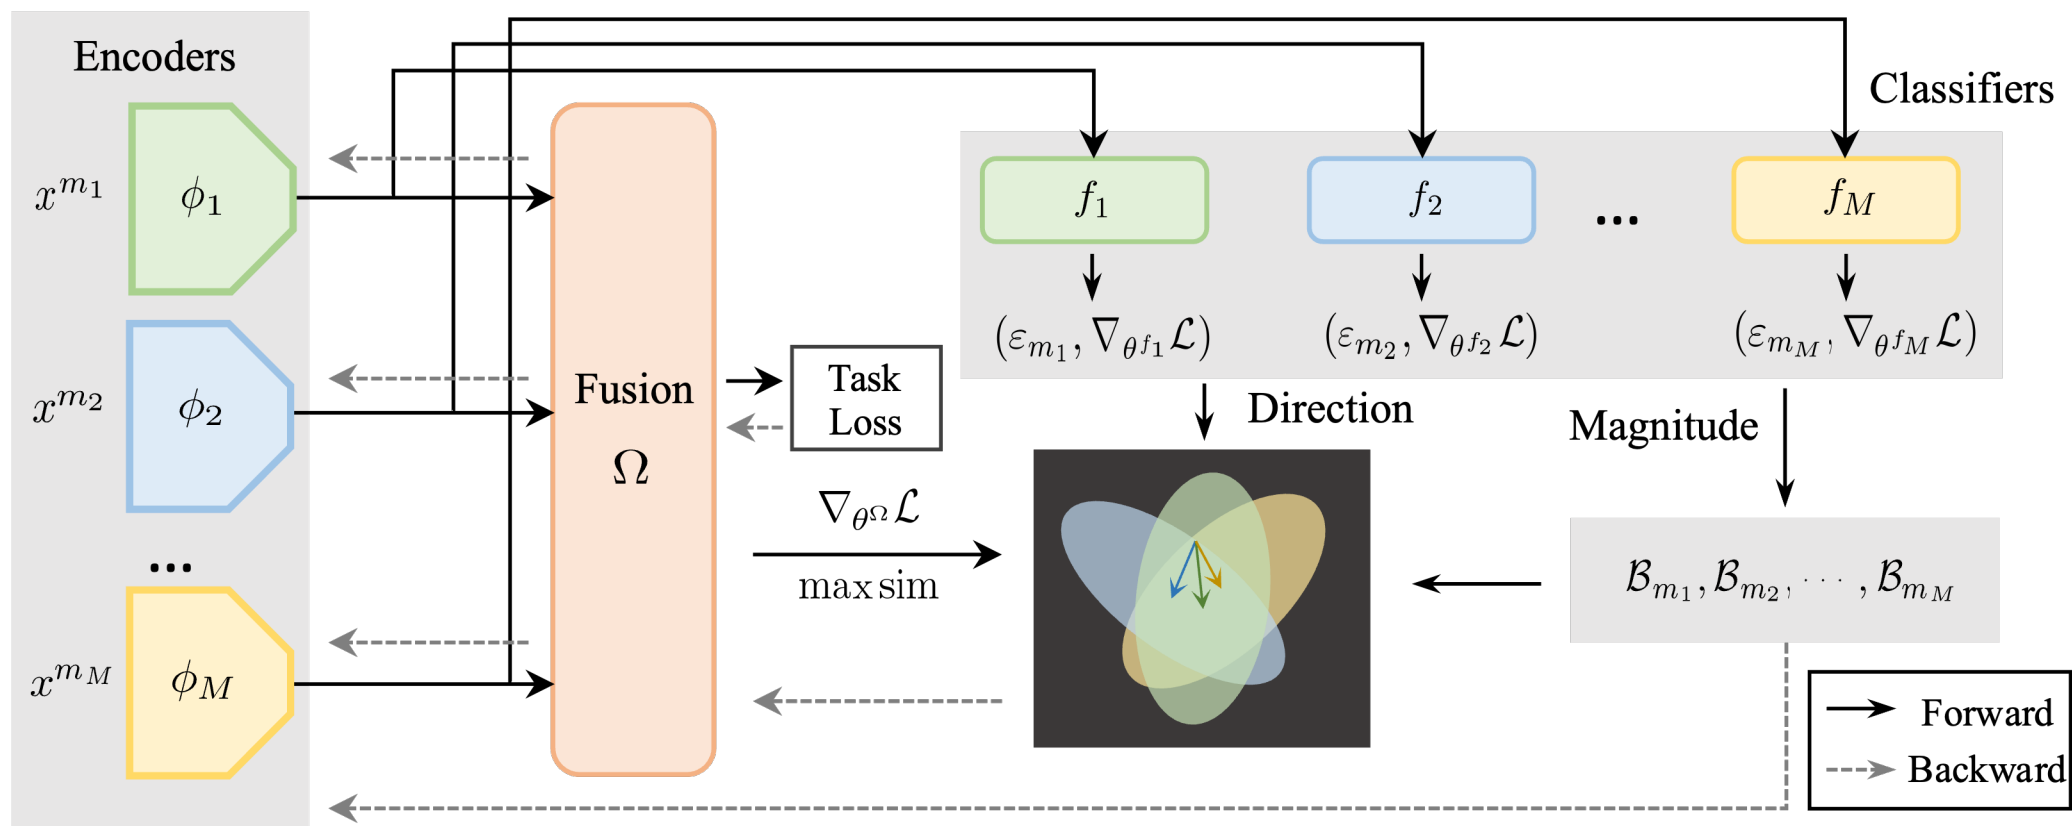 Encoders
Classifiers
x^{m_1}
ϕ_1
f_1
f_2
...
f_M
(ε_{m_1}, ∇_{θ^{f_1}} ℒ)
(ε_{m_2}, ∇_{θ^{f_2}} ℒ)
(ε_{m_M}, ∇_{θ^{f_M}} ℒ)
x^{m_2}
ϕ_2
Fusion
Ω
Task
Loss
Direction
Magnitude
∇_{θ^Ω} ℒ
max sim
ℬ_{m_1}, ℬ_{m_2}, ⋯, ℬ_{m_M}
...
x^{m_M}
ϕ_M
Forward
Backward